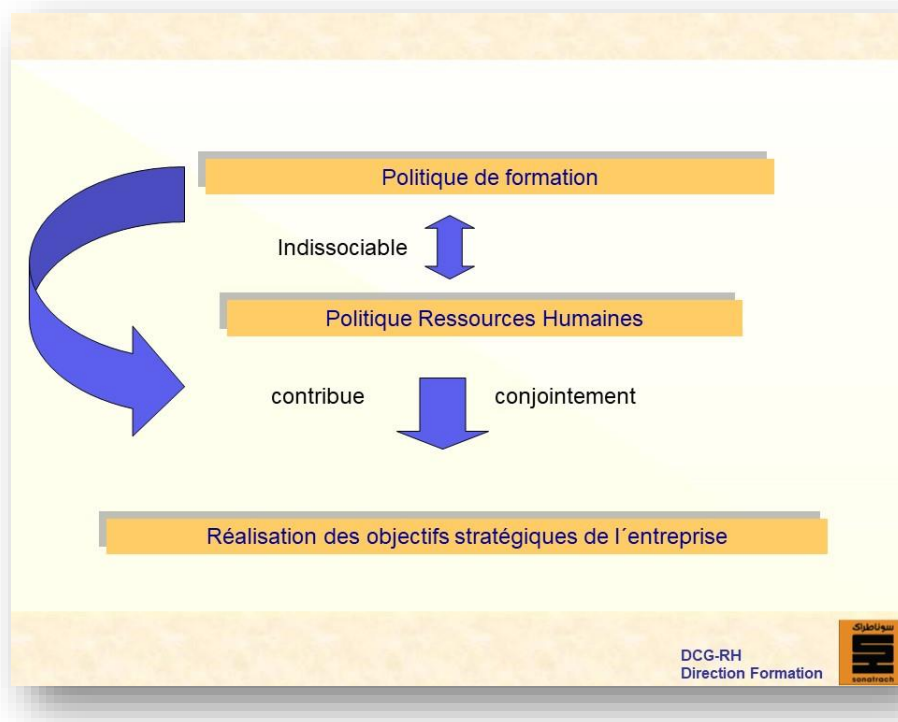 Politique de formation
Indissociable
Politique Ressources Humaines
contribue conjointement
Réalisation des objectifs stratégiques de l´entreprise
DCG-RH
Direction Formation
سوناطراك
sonatrach